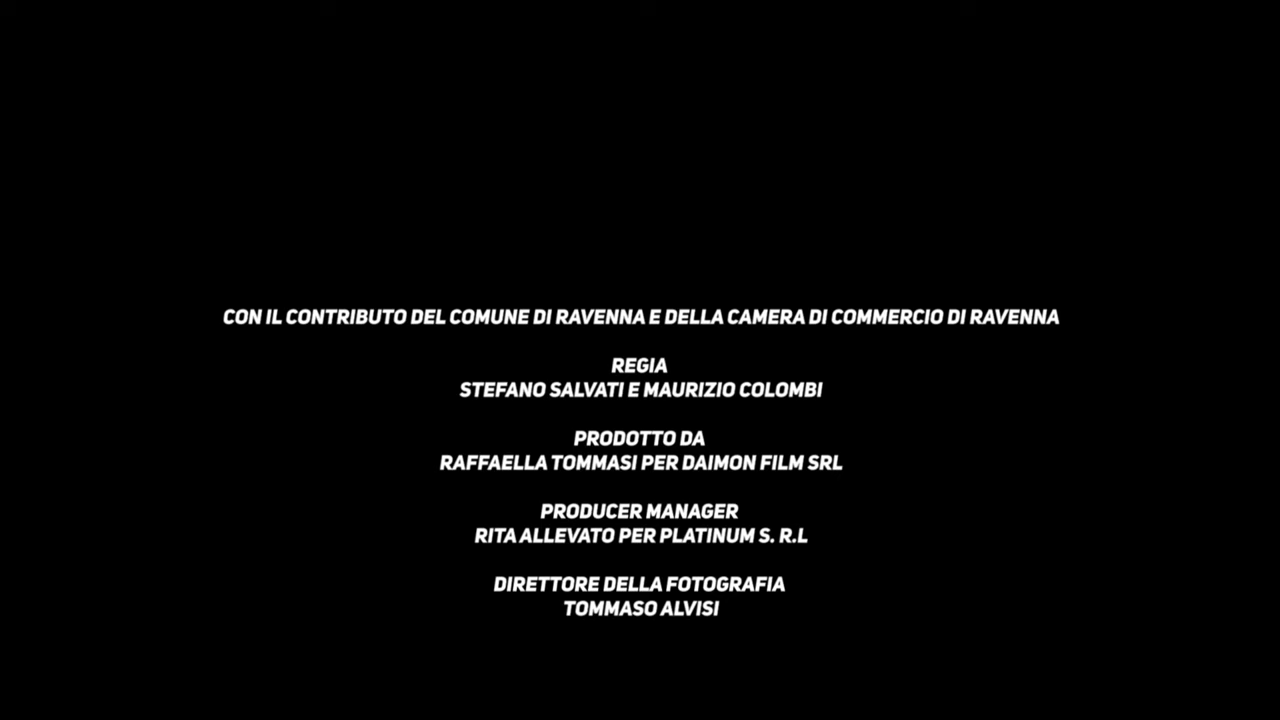 CON IL CONTRIBUTO DEL COMUNE DI RAVENNA E DELLA CAMERA DI COMMERCIO DI RAVENNA
REGIA
STEFANO SALVATI E MAURIZIO COLOMBI
PRODOTTO DA
RAFFAELLA TOMMASI PER DAIMON FILM SRL
PRODUCER MANAGER
RITA ALLEVATO PER PLATINUM S. R.L
DIRETTORE DELLA FOTOGRAFIA
TOMMASO ALVISI